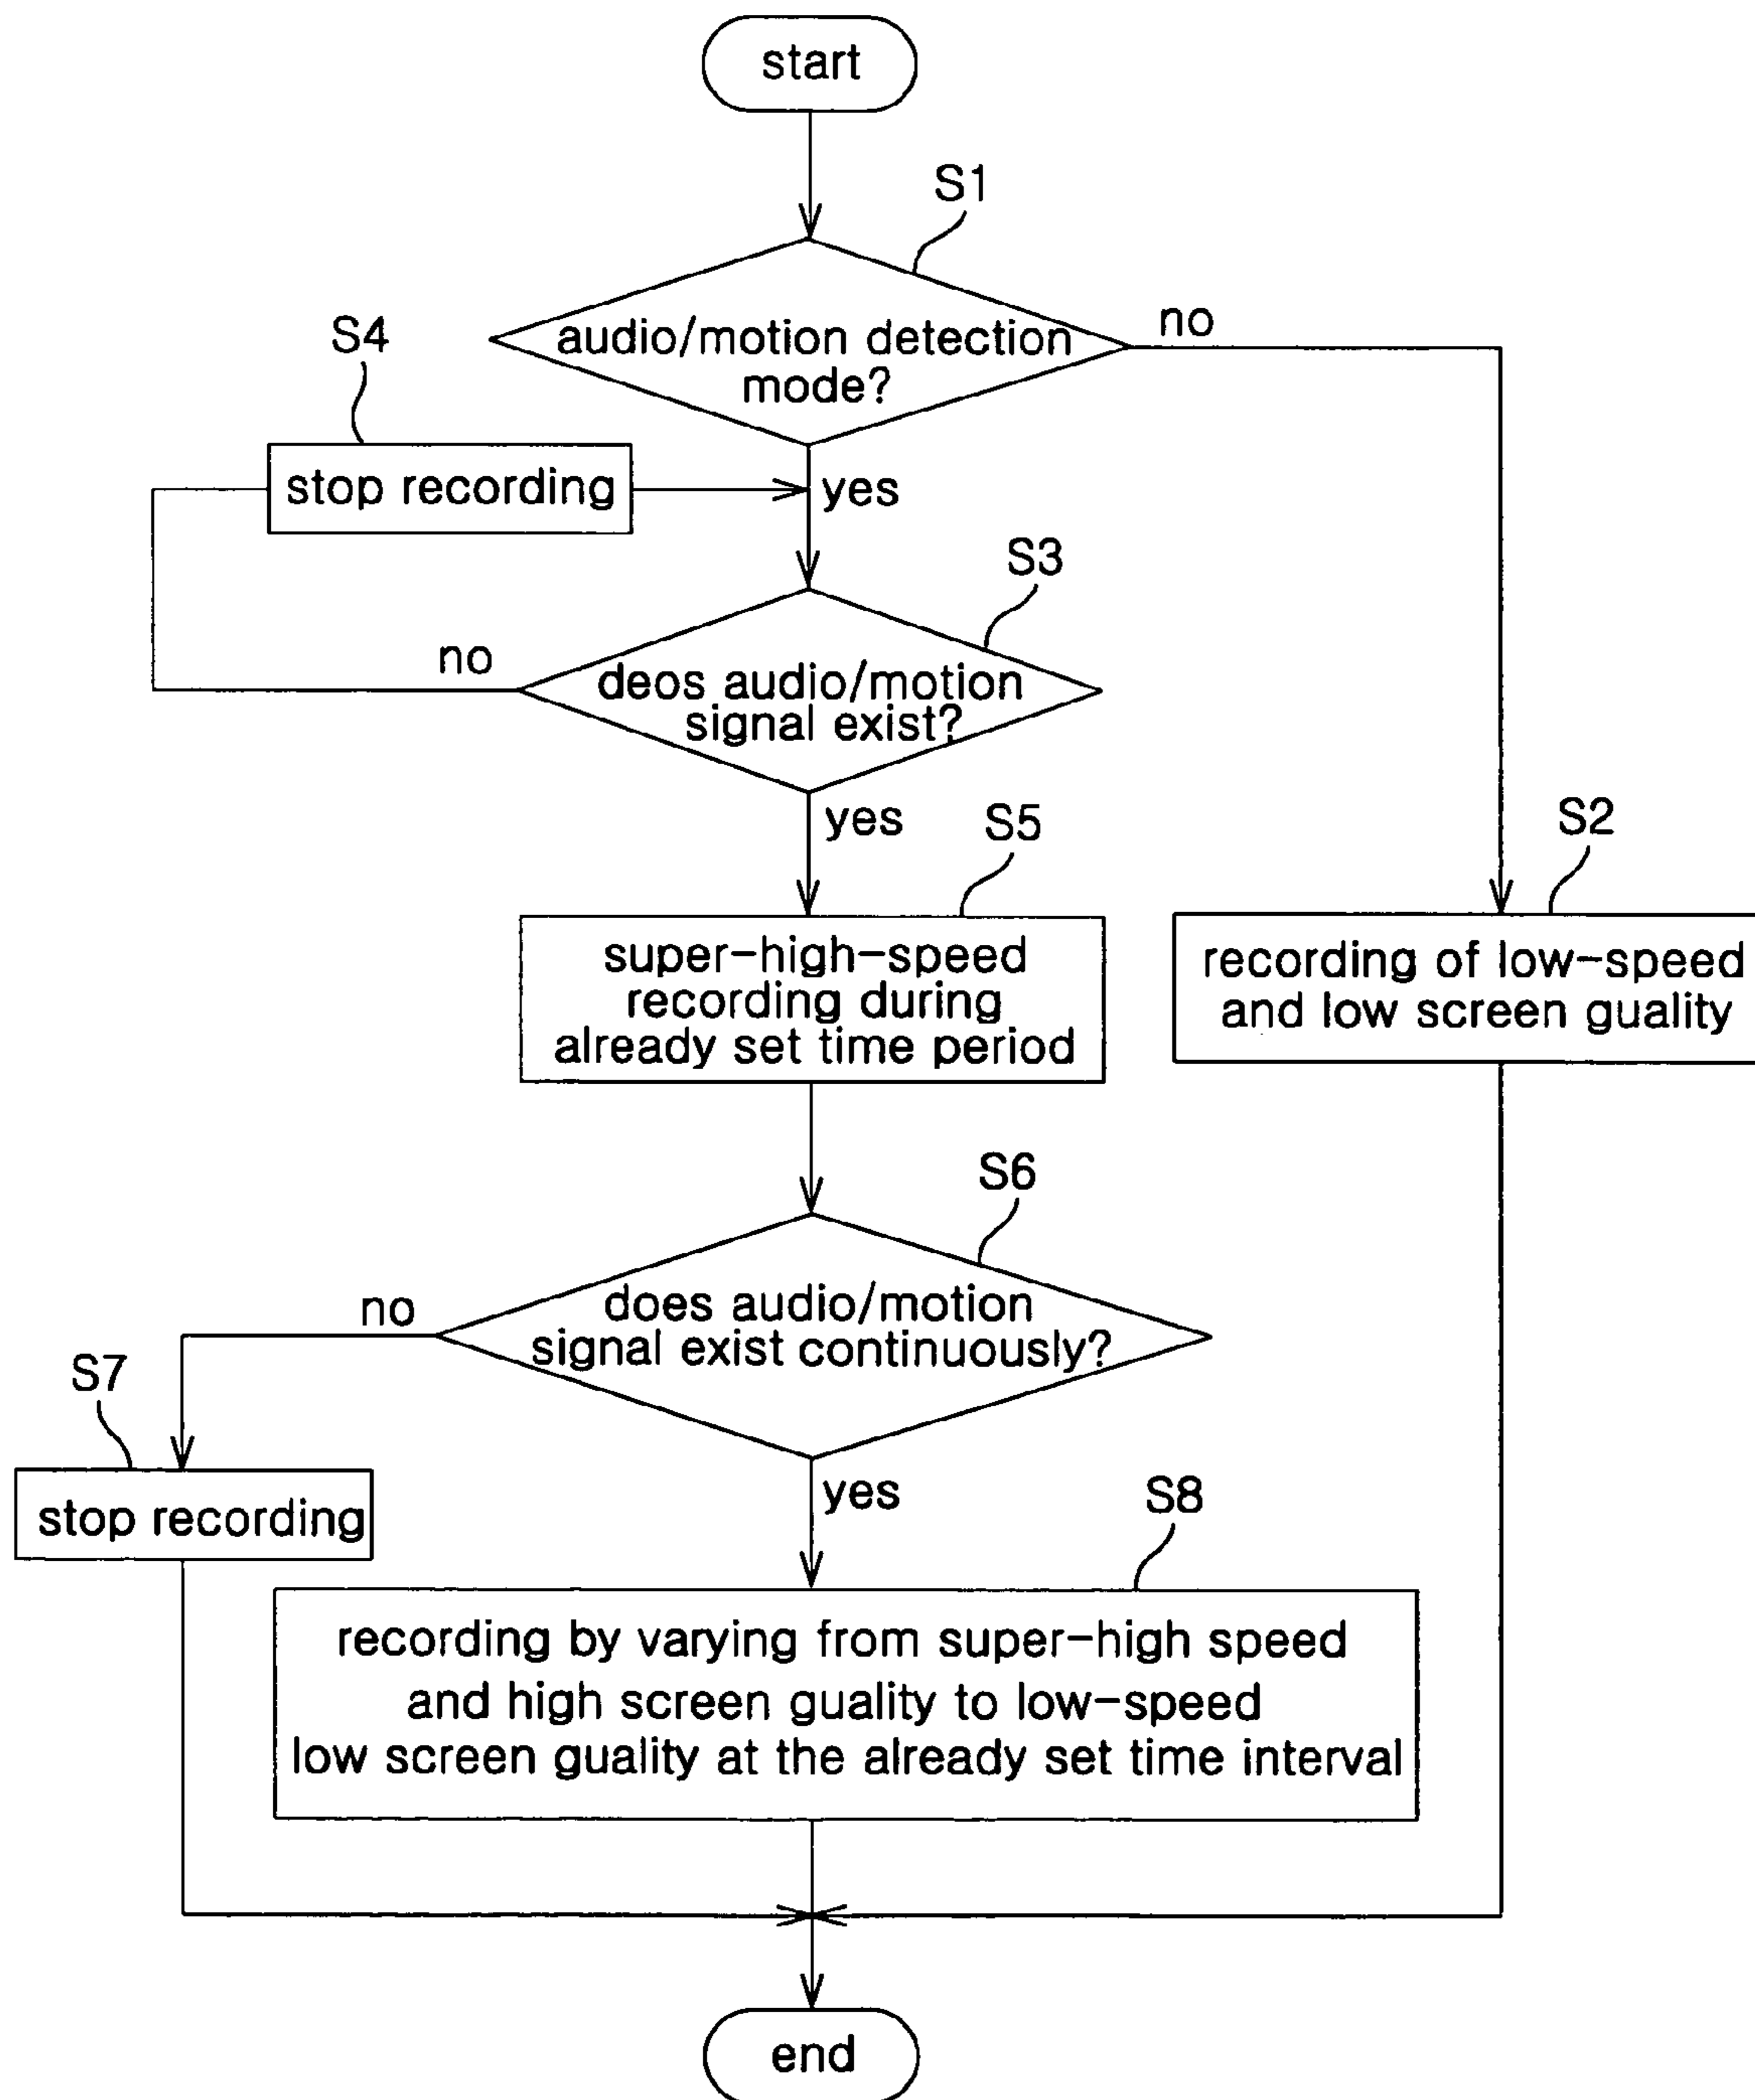 start
S1
audio/motion detection
mode?
no
S4
stop recording
yes
S3
no
deos audio/motion
signal exist?
yes
S5
S2
super-high-speed
recording during
already set time period
recording of low-speed
and low screen guality
S6
no
does audio/motion
signal exist continuously?
S7
stop recording
yes
S8
recording by varying from super-high speed
and high screen guality to low-speed
low screen guality at the already set time interval
end